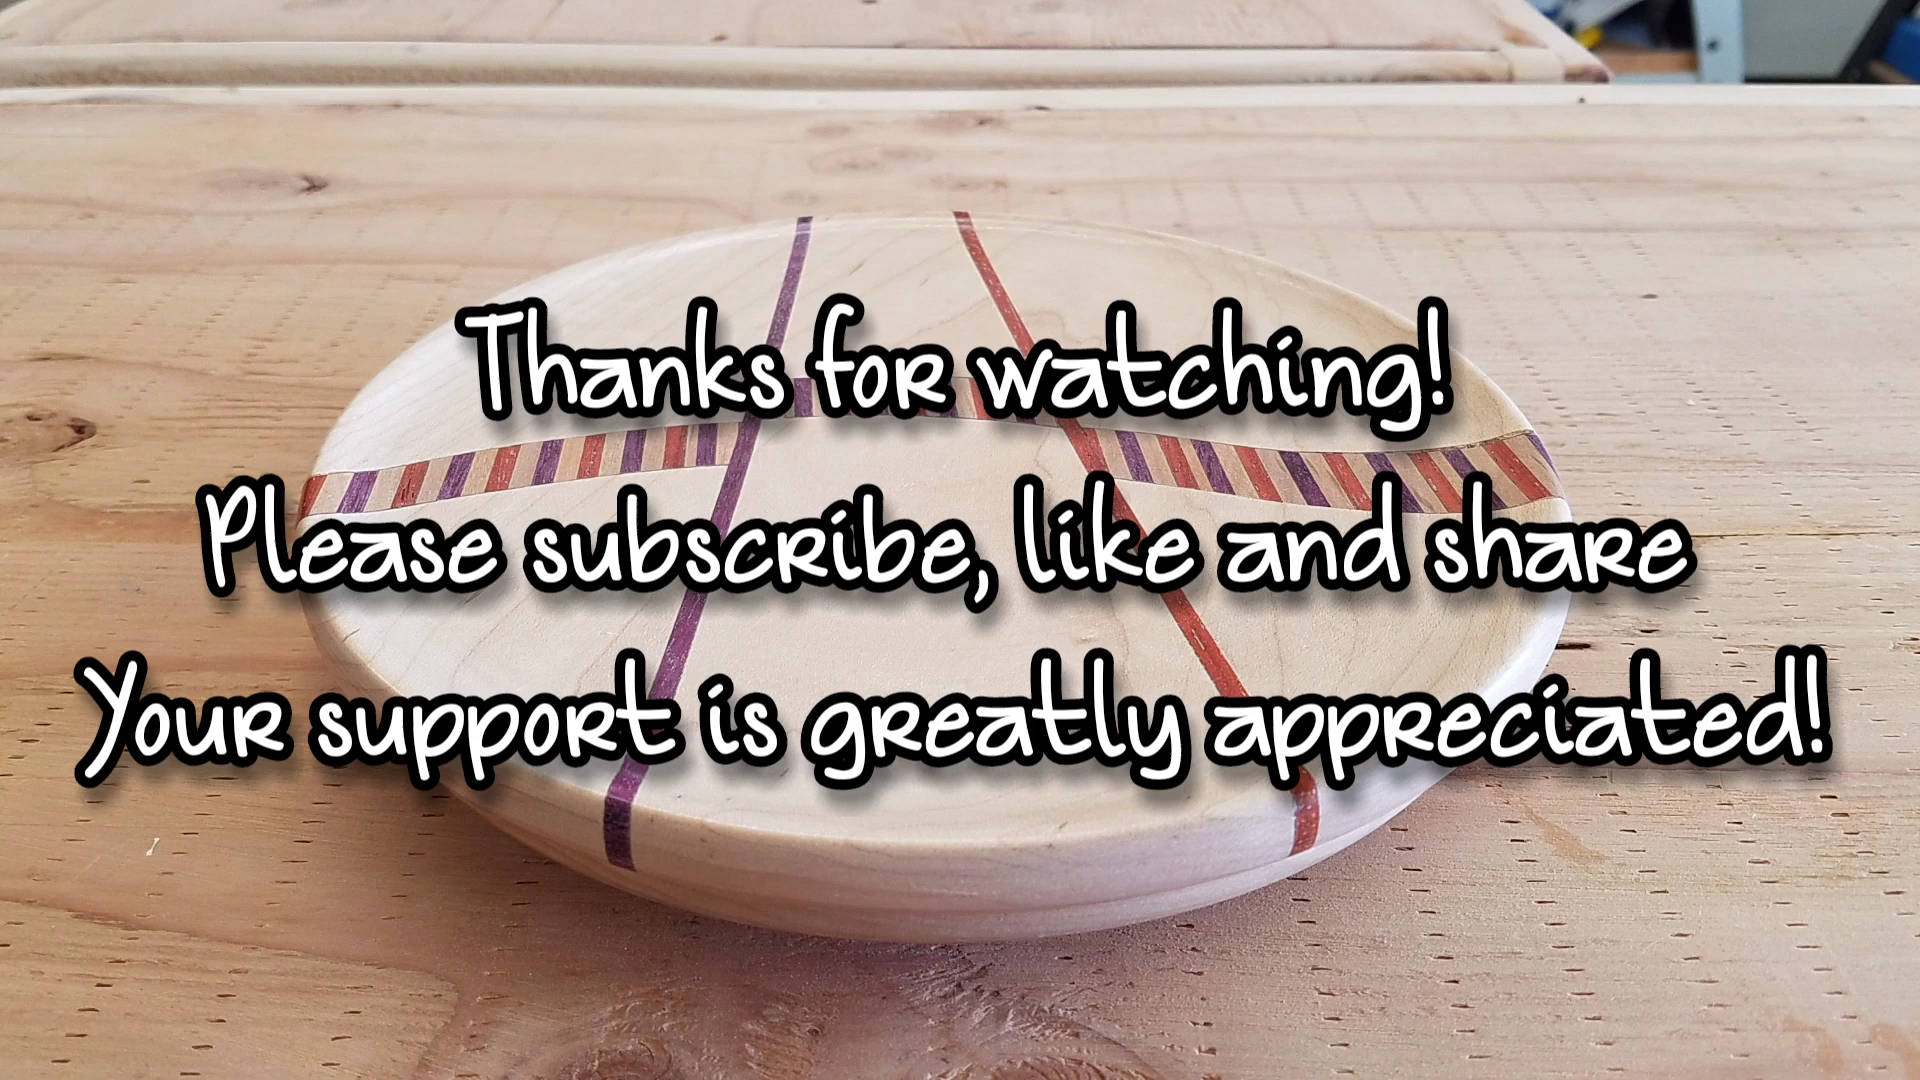 Thanks for watching!
Please subscribe, like and share
Your support is greatly appreciated!